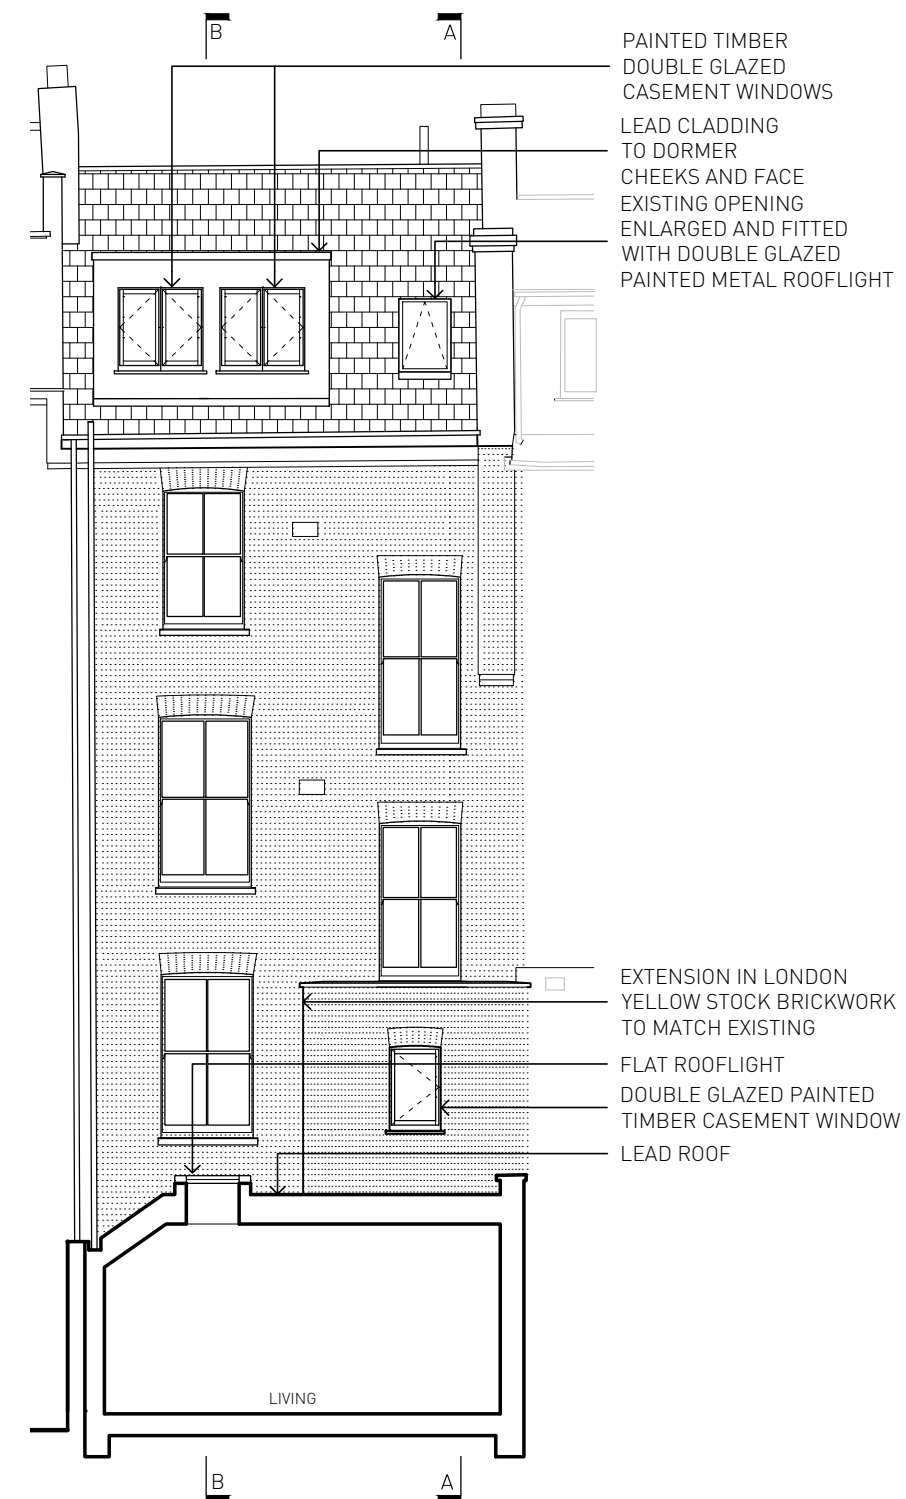 B
A
PAINTED TIMBER
DOUBLE GLAZED
CASEMENT WINDOWS
LEAD CLADDING
TO DORMER
CHEEKS AND FACE
EXISTING OPENING
ENLARGED AND FITTED
WITH DOUBLE GLAZED
PAINTED METAL ROOFLIGHT
EXTENSION IN LONDON
YELLOW STOCK BRICKWORK
TO MATCH EXISTING
FLAT ROOFLIGHT
DOUBLE GLAZED PAINTED
TIMBER CASEMENT WINDOW
LEAD ROOF
LIVING
B
A